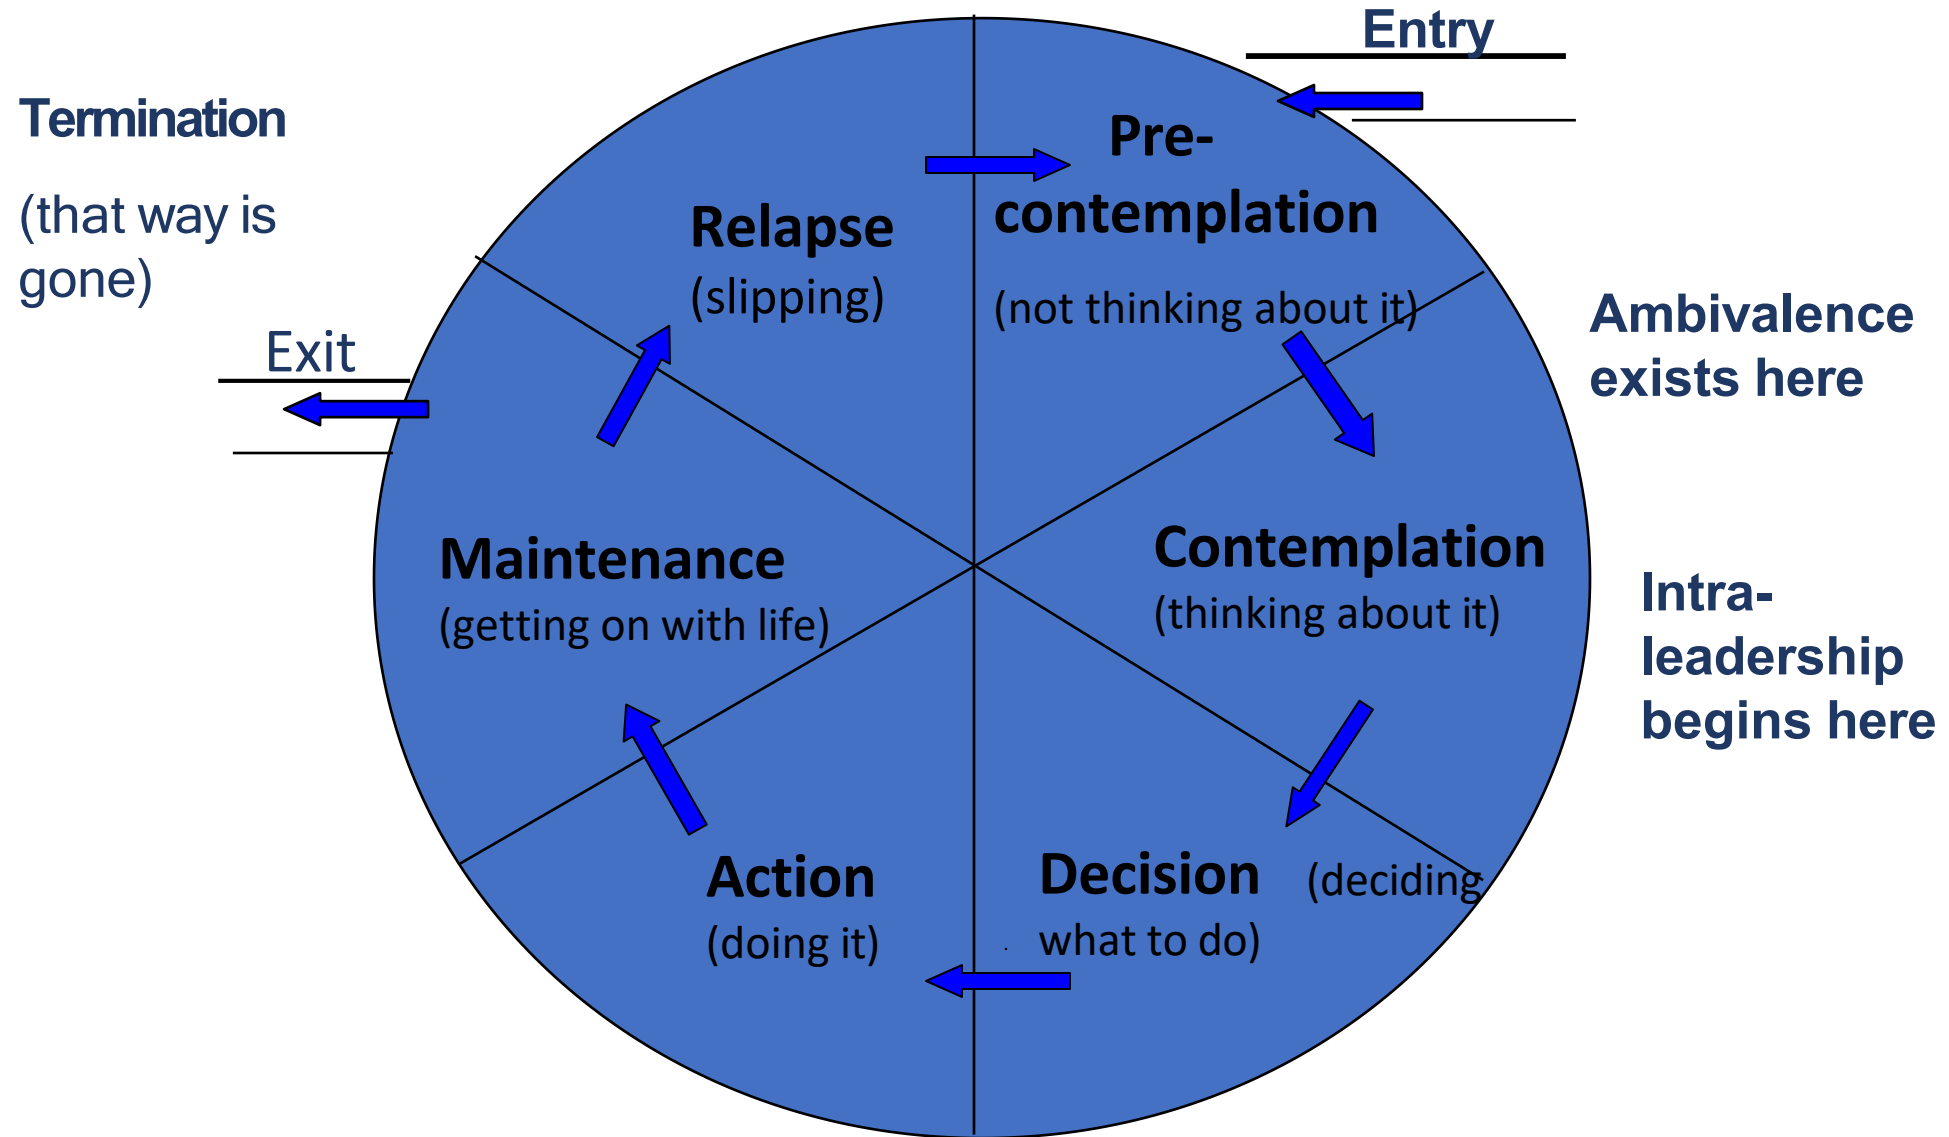 Entry
Termination
(that way is
gone)
Exit
Pre-
contemplation
(not thinking about it)
Relapse
(slipping)
Ambivalence
exists here
Maintenance
(getting on with life)
Contemplation
(thinking about it)
Intra-
leadership
begins here
Action
(doing it)
Decision (deciding
what to do)